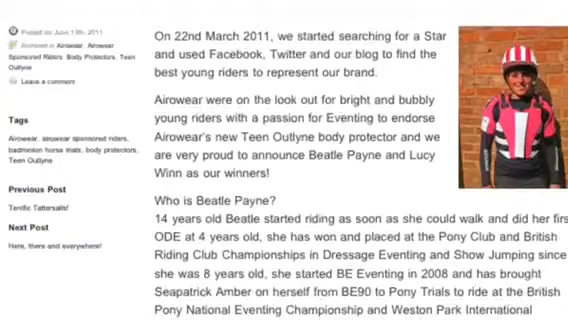 Posted on June 13th, 2011
Archived in Airowear, Airowear
Sponsored Riders, Body Protectors, Teen
Outlyne
Leave a comment
Tags
Airowear, airowear sponsored riders,
badminton horse trials, body protectors,
Teen Outlyne
Previous Post
Terrific Tattersalls!
Next Post
Here, there and everywhere!
On 22nd March 2011, we started searching for a Star
and used Facebook, Twitter and our blog to find the
best young riders to represent our brand.
Airowear were on the look out for bright and bubbly
young riders with a passion for Eventing to endorse
Airowear's new Teen Outlyne body protector and we
are very proud to announce Beatle Payne and Lucy
Winn as our winners!
Who is Beatle Payne?
14 years old Beatle started riding as soon as she could walk and did her firs
ODE at 4 years old, she has won and placed at the Pony Club and British
Riding Club Championships in Dressage Eventing and Show Jumping since
she was 8 years old, she started BE Eventing in 2008 and has brought
Seapatrick Amber on herself from BE90 to Pony Trials to ride at the British
Pony National Eventing Championship and Weston Park International